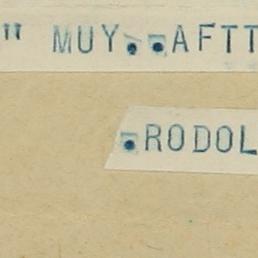 " MUY. .AFTT
.RODOL